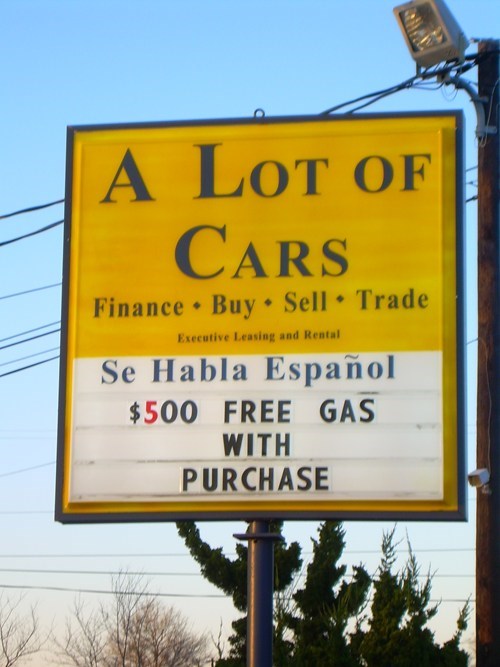 A LOT OF
CARS
Finance • Buy • Sell • Trade
Executive Leasing and Rental
Se Habla Español
$500 FREE GAS
WITH
PURCHASE